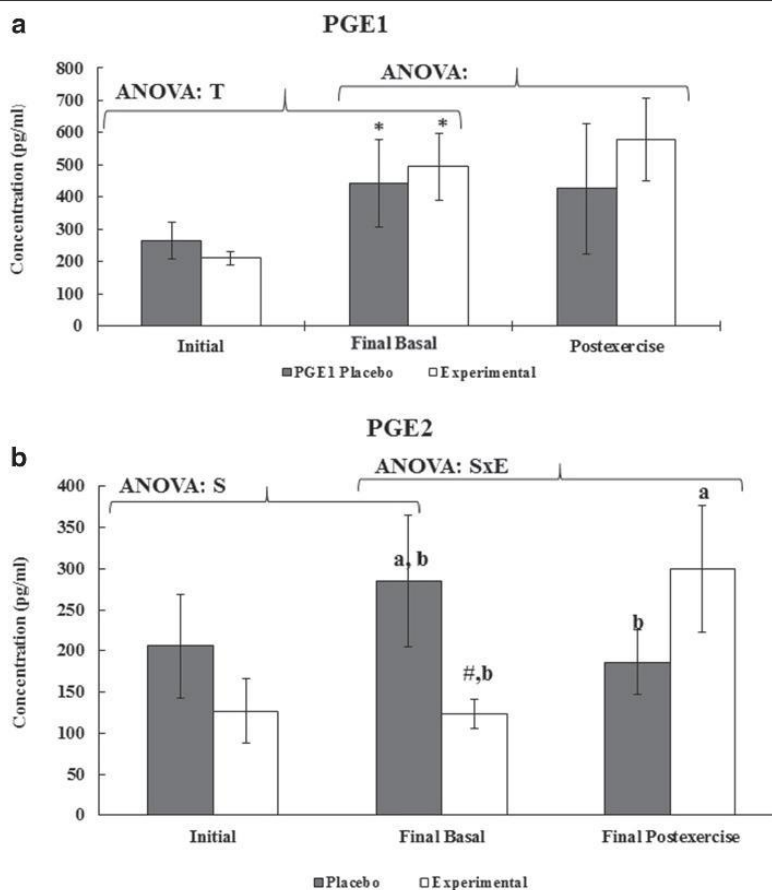 a
PGE1
Concentration (pg/ml)
800
700
600
500
400
300
200
100
0
ANOVA: T
ANOVA:
* *
Initial Final Basal Postexercise
PGE1 Placebo Experimental
PGE2
b
Concentration (pg/ml)
400
350
300
250
200
150
100
50
0
ANOVA: S
ANOVA: SxE
a, b
#,b
b
a
Initial Final Basal Final Postexercise
Placebo Experimental